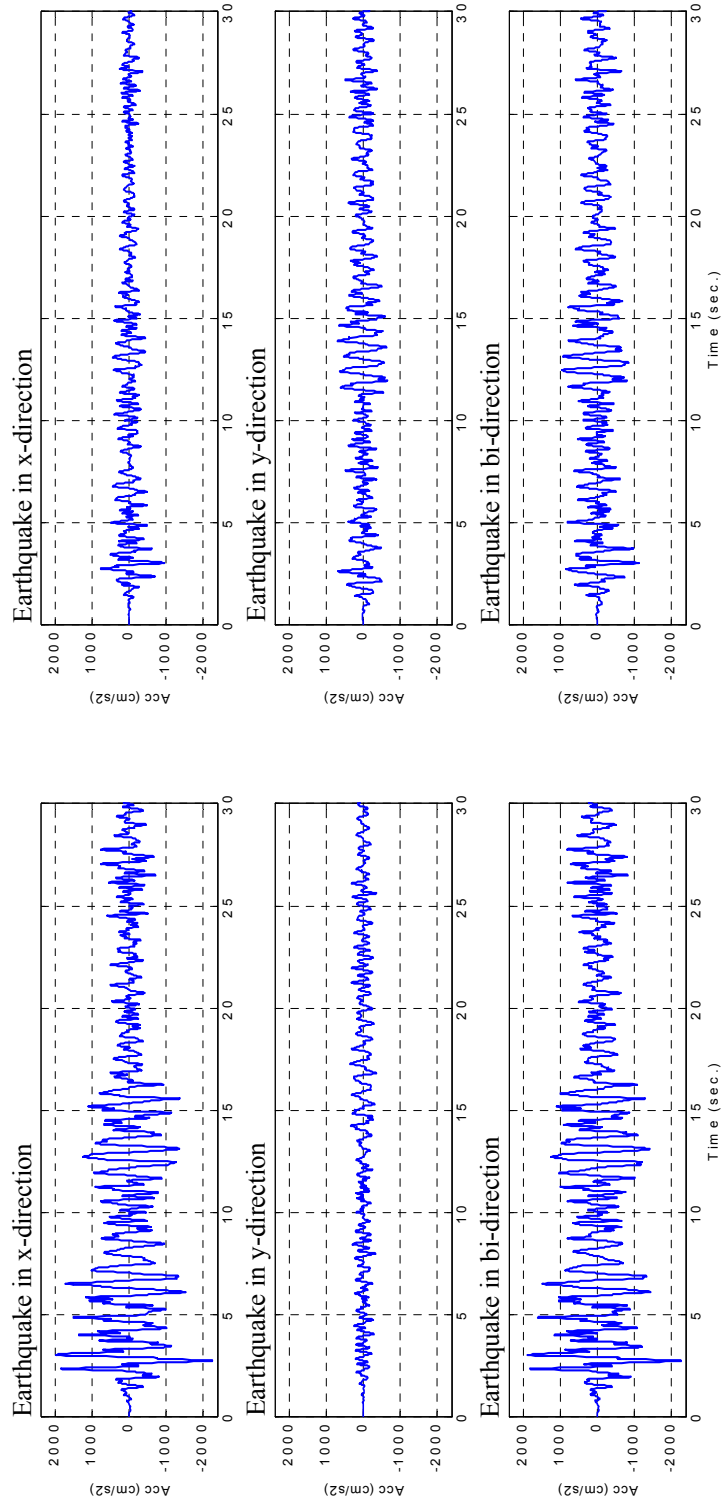 Earthquake in x-direction
Acc (cm/s2)
2000
1000
0
-1000
-2000
0 5 10 15 20 25 30
Earthquake in y-direction
Acc (cm/s2)
2000
1000
0
-1000
-2000
0 5 10 15 20 25 30
Earthquake in bi-direction
Acc (cm/s2)
2000
1000
0
-1000
-2000
0 5 10 15 20 25 30
Time (sec.)
Earthquake in x-direction
Acc (cm/s2)
2000
1000
0
-1000
-2000
0 5 10 15 20 25 30
Earthquake in y-direction
Acc (cm/s2)
2000
1000
0
-1000
-2000
0 5 10 15 20 25 30
Earthquake in bi-direction
Acc (cm/s2)
2000
1000
0
-1000
-2000
0 5 10 15 20 25 30
Time (sec.)